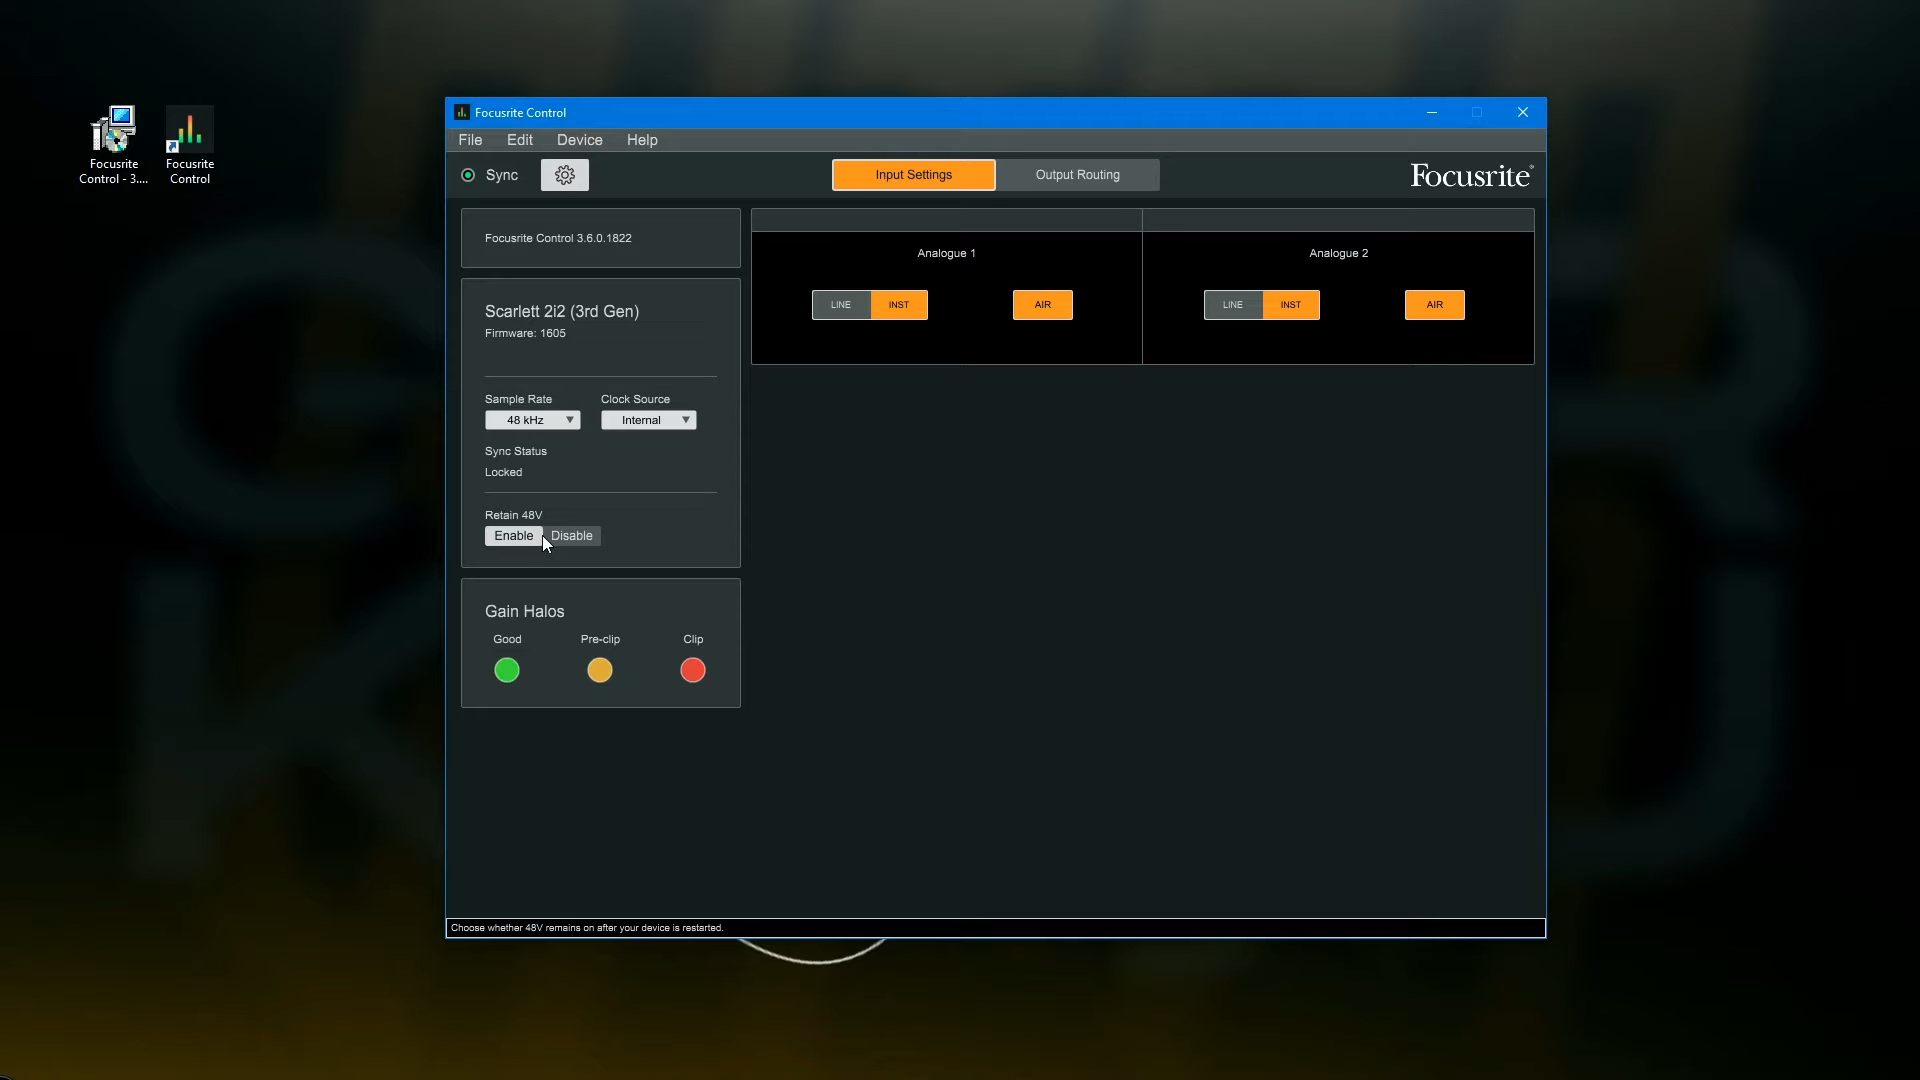 Focusrite
Control - 3....
Focusrite
Control
Focusrite Control
File Edit Device Help
Sync
Input Settings
Output Routing
Focusrite®
Focusrite Control 3.6.0.1822
Scarlett 2i2 (3rd Gen)
Firmware: 1605
Sample Rate Clock Source
48 kHz Internal
Sync Status
Locked
Retain 48V
Enable Disable
Gain Halos
Good Pre-clip Clip
Analogue 1
LINE INST AIR
Analogue 2
LINE INST AIR
Choose whether 48V remains on after your device is restarted.